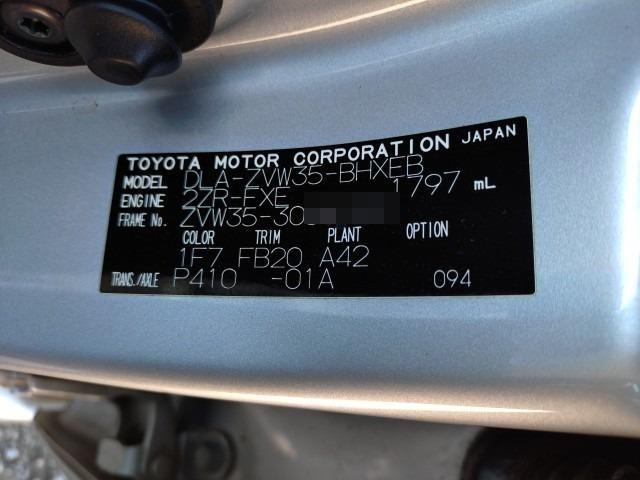 TOYOTA MOTOR CORPORATION JAPAN
MODEL DLA-ZVW35-BHXEB
ENGINE 2ZR-FXE 1797 mL
FRAME No. ZVW35-30
COLOR TRIM PLANT OPTION
1F7 FB20 A42
TRANS./AXLE P410 -01A 094